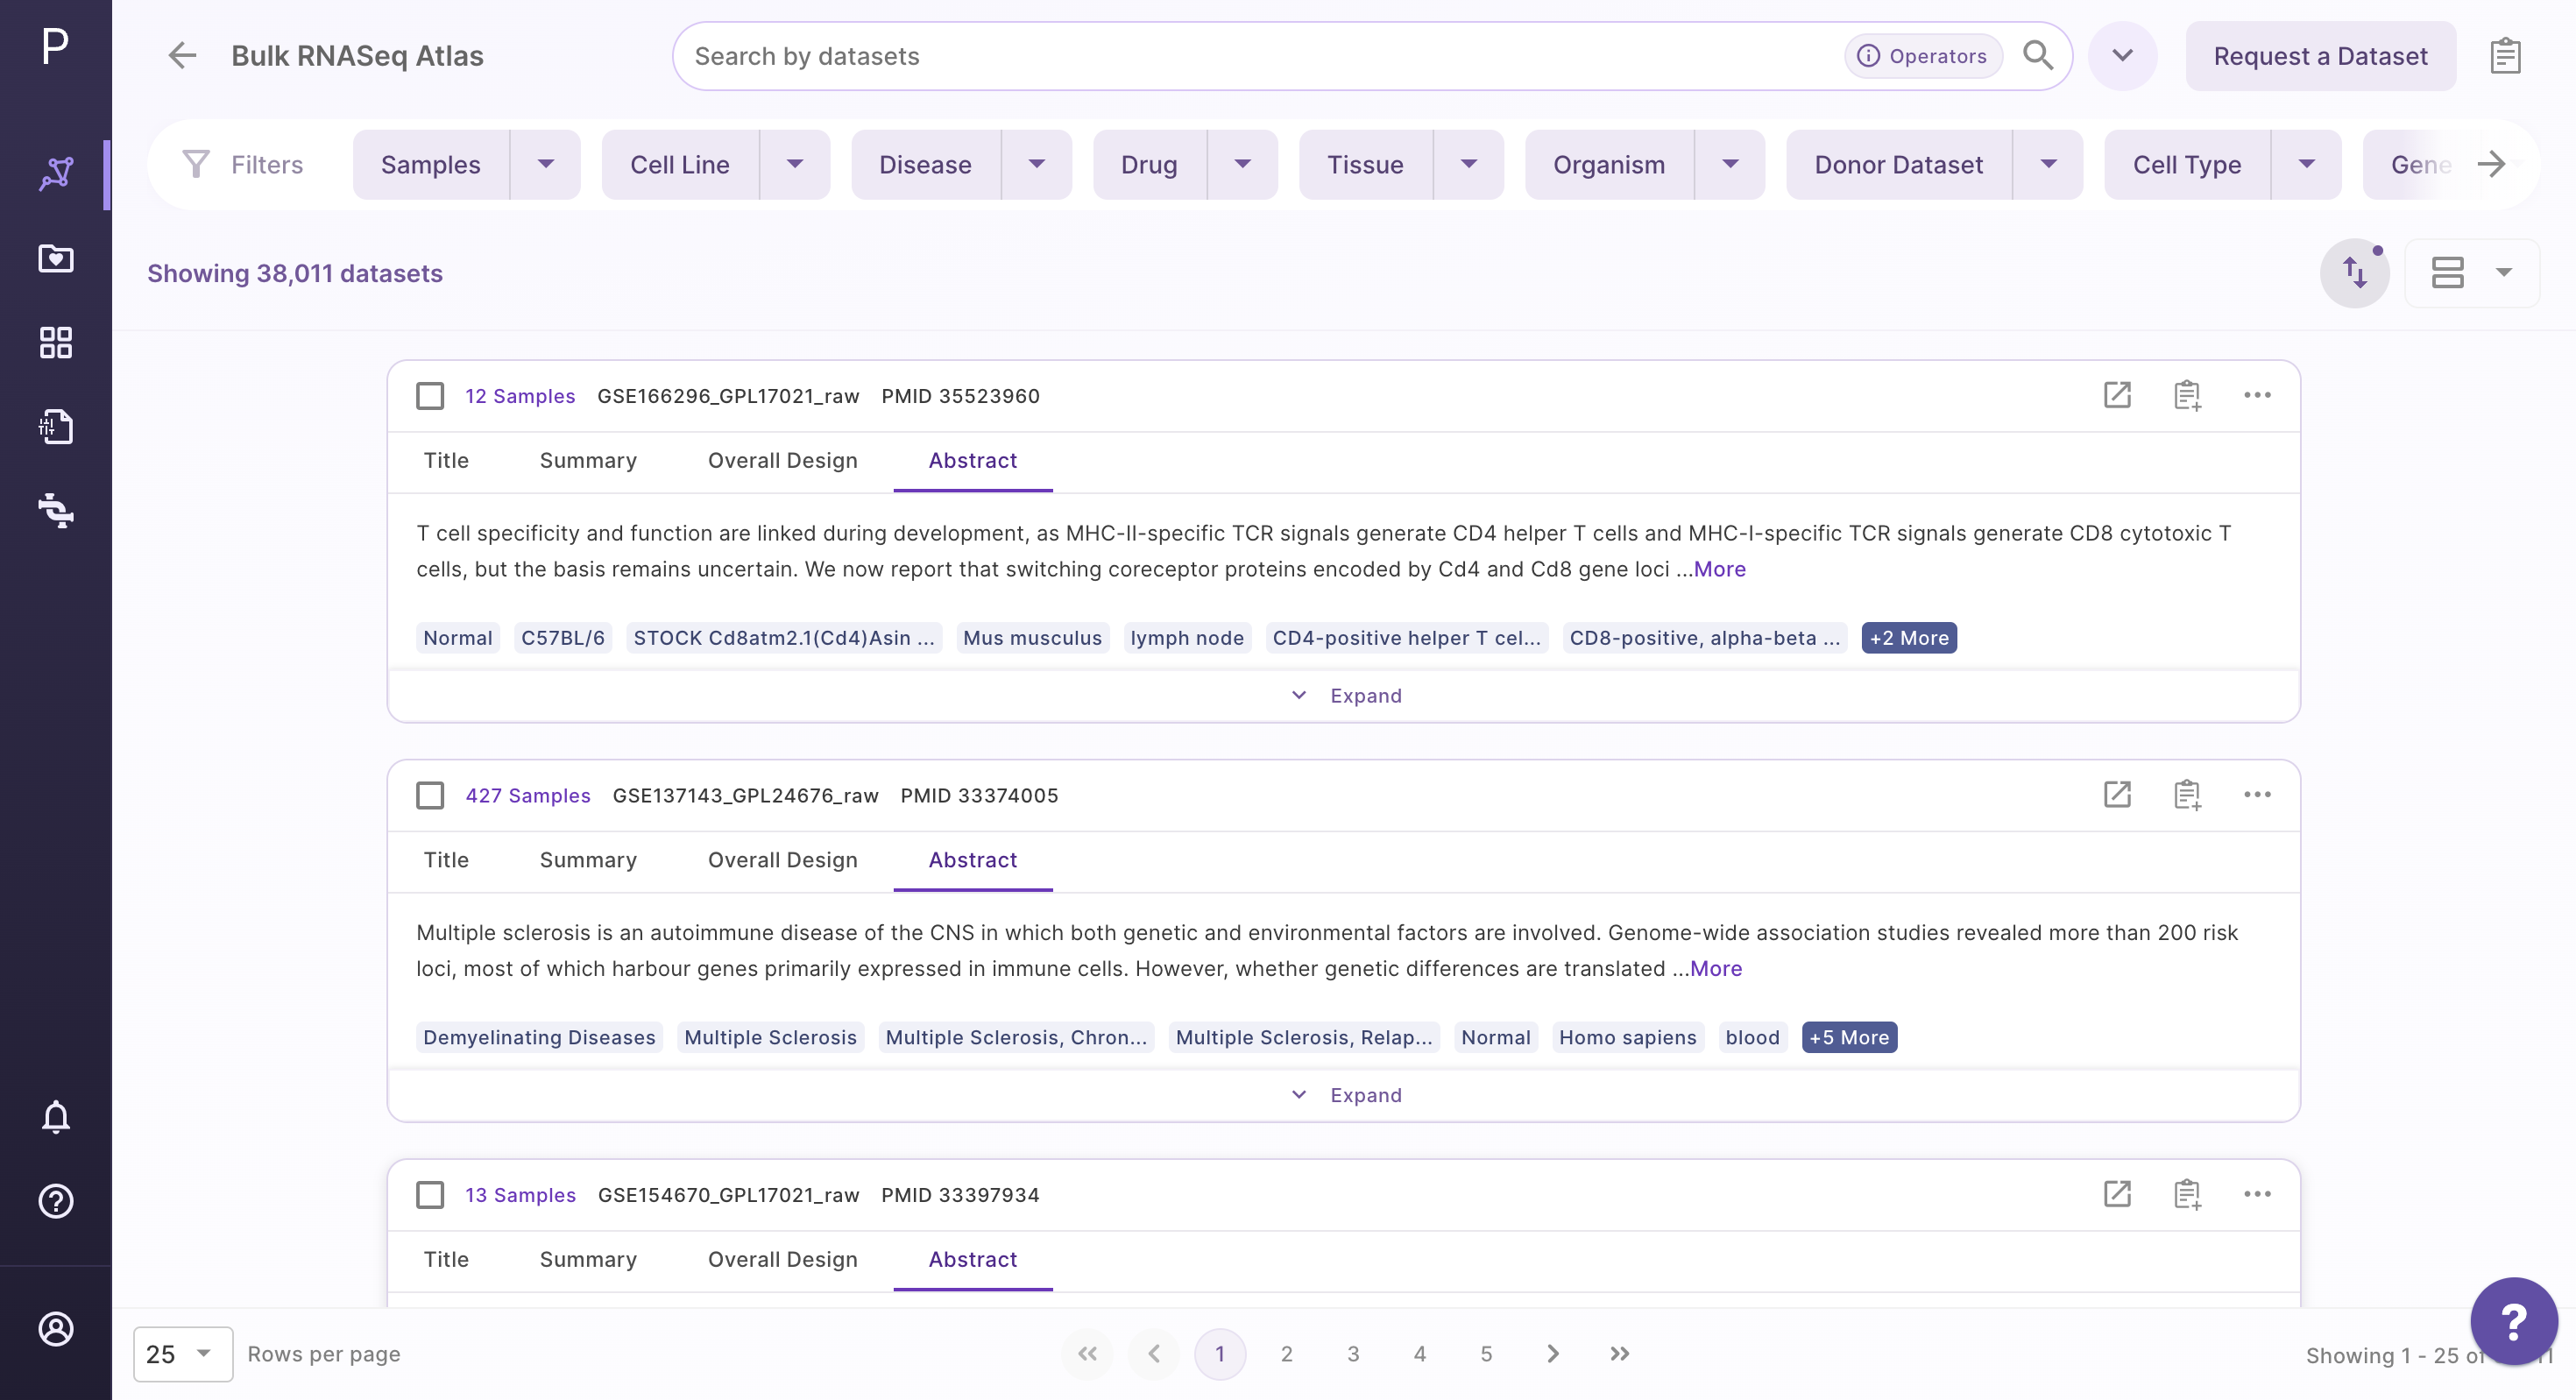 P
Bulk RNASeq Atlas
Search by datasets
Operators
Request a Dataset
Filters
Samples
Cell Line
Disease
Drug
Tissue
Organism
Donor Dataset
Cell Type
Gene
Showing 38,011 datasets
12 Samples GSE166296_GPL17021_raw PMID 35523960
Title Summary Overall Design Abstract
T cell specificity and function are linked during development, as MHC-II-specific TCR signals generate CD4 helper T cells and MHC-I-specific TCR signals generate CD8 cytotoxic T
cells, but the basis remains uncertain. We now report that switching coreceptor proteins encoded by Cd4 and Cd8 gene loci ...More
Normal C57BL/6 STOCK Cd8atm2.1(Cd4)Asin ... Mus musculus lymph node CD4-positive helper T cel... CD8-positive, alpha-beta ... +2 More
Expand
427 Samples GSE137143_GPL24676_raw PMID 33374005
Title Summary Overall Design Abstract
Multiple sclerosis is an autoimmune disease of the CNS in which both genetic and environmental factors are involved. Genome-wide association studies revealed more than 200 risk
loci, most of which harbour genes primarily expressed in immune cells. However, whether genetic differences are translated ...More
Demyelinating Diseases Multiple Sclerosis Multiple Sclerosis, Chron... Multiple Sclerosis, Relap... Normal Homo sapiens blood +5 More
Expand
13 Samples GSE154670_GPL17021_raw PMID 33397934
Title Summary Overall Design Abstract
25 Rows per page
1 2 3 4 5
Showing 1 - 25 of
?